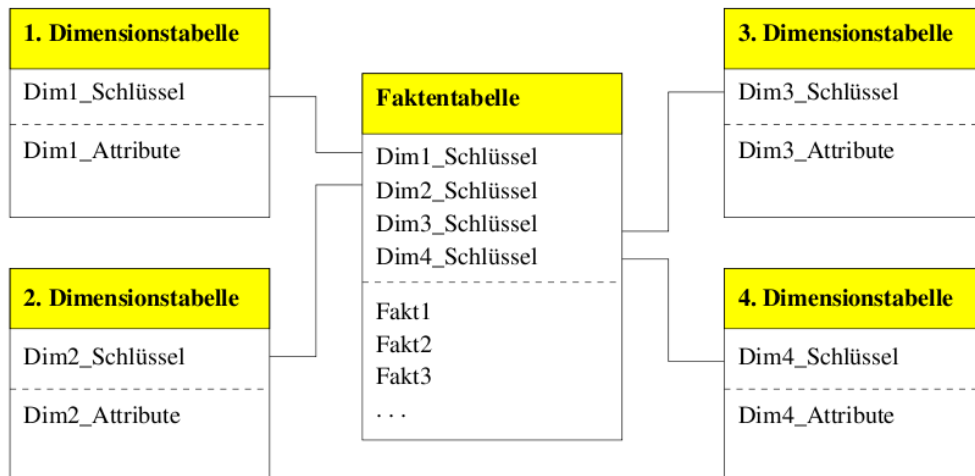 1. Dimensionstabelle
Dim1_Schlüssel
Dim1_Attribute
2. Dimensionstabelle
Dim2_Schlüssel
Dim2_Attribute
Faktentabelle
Dim1_Schlüssel
Dim2_Schlüssel
Dim3_Schlüssel
Dim4_Schlüssel
Fakt1
Fakt2
Fakt3
. . .
3. Dimensionstabelle
Dim3_Schlüssel
Dim3_Attribute
4. Dimensionstabelle
Dim4_Schlüssel
Dim4_Attribute